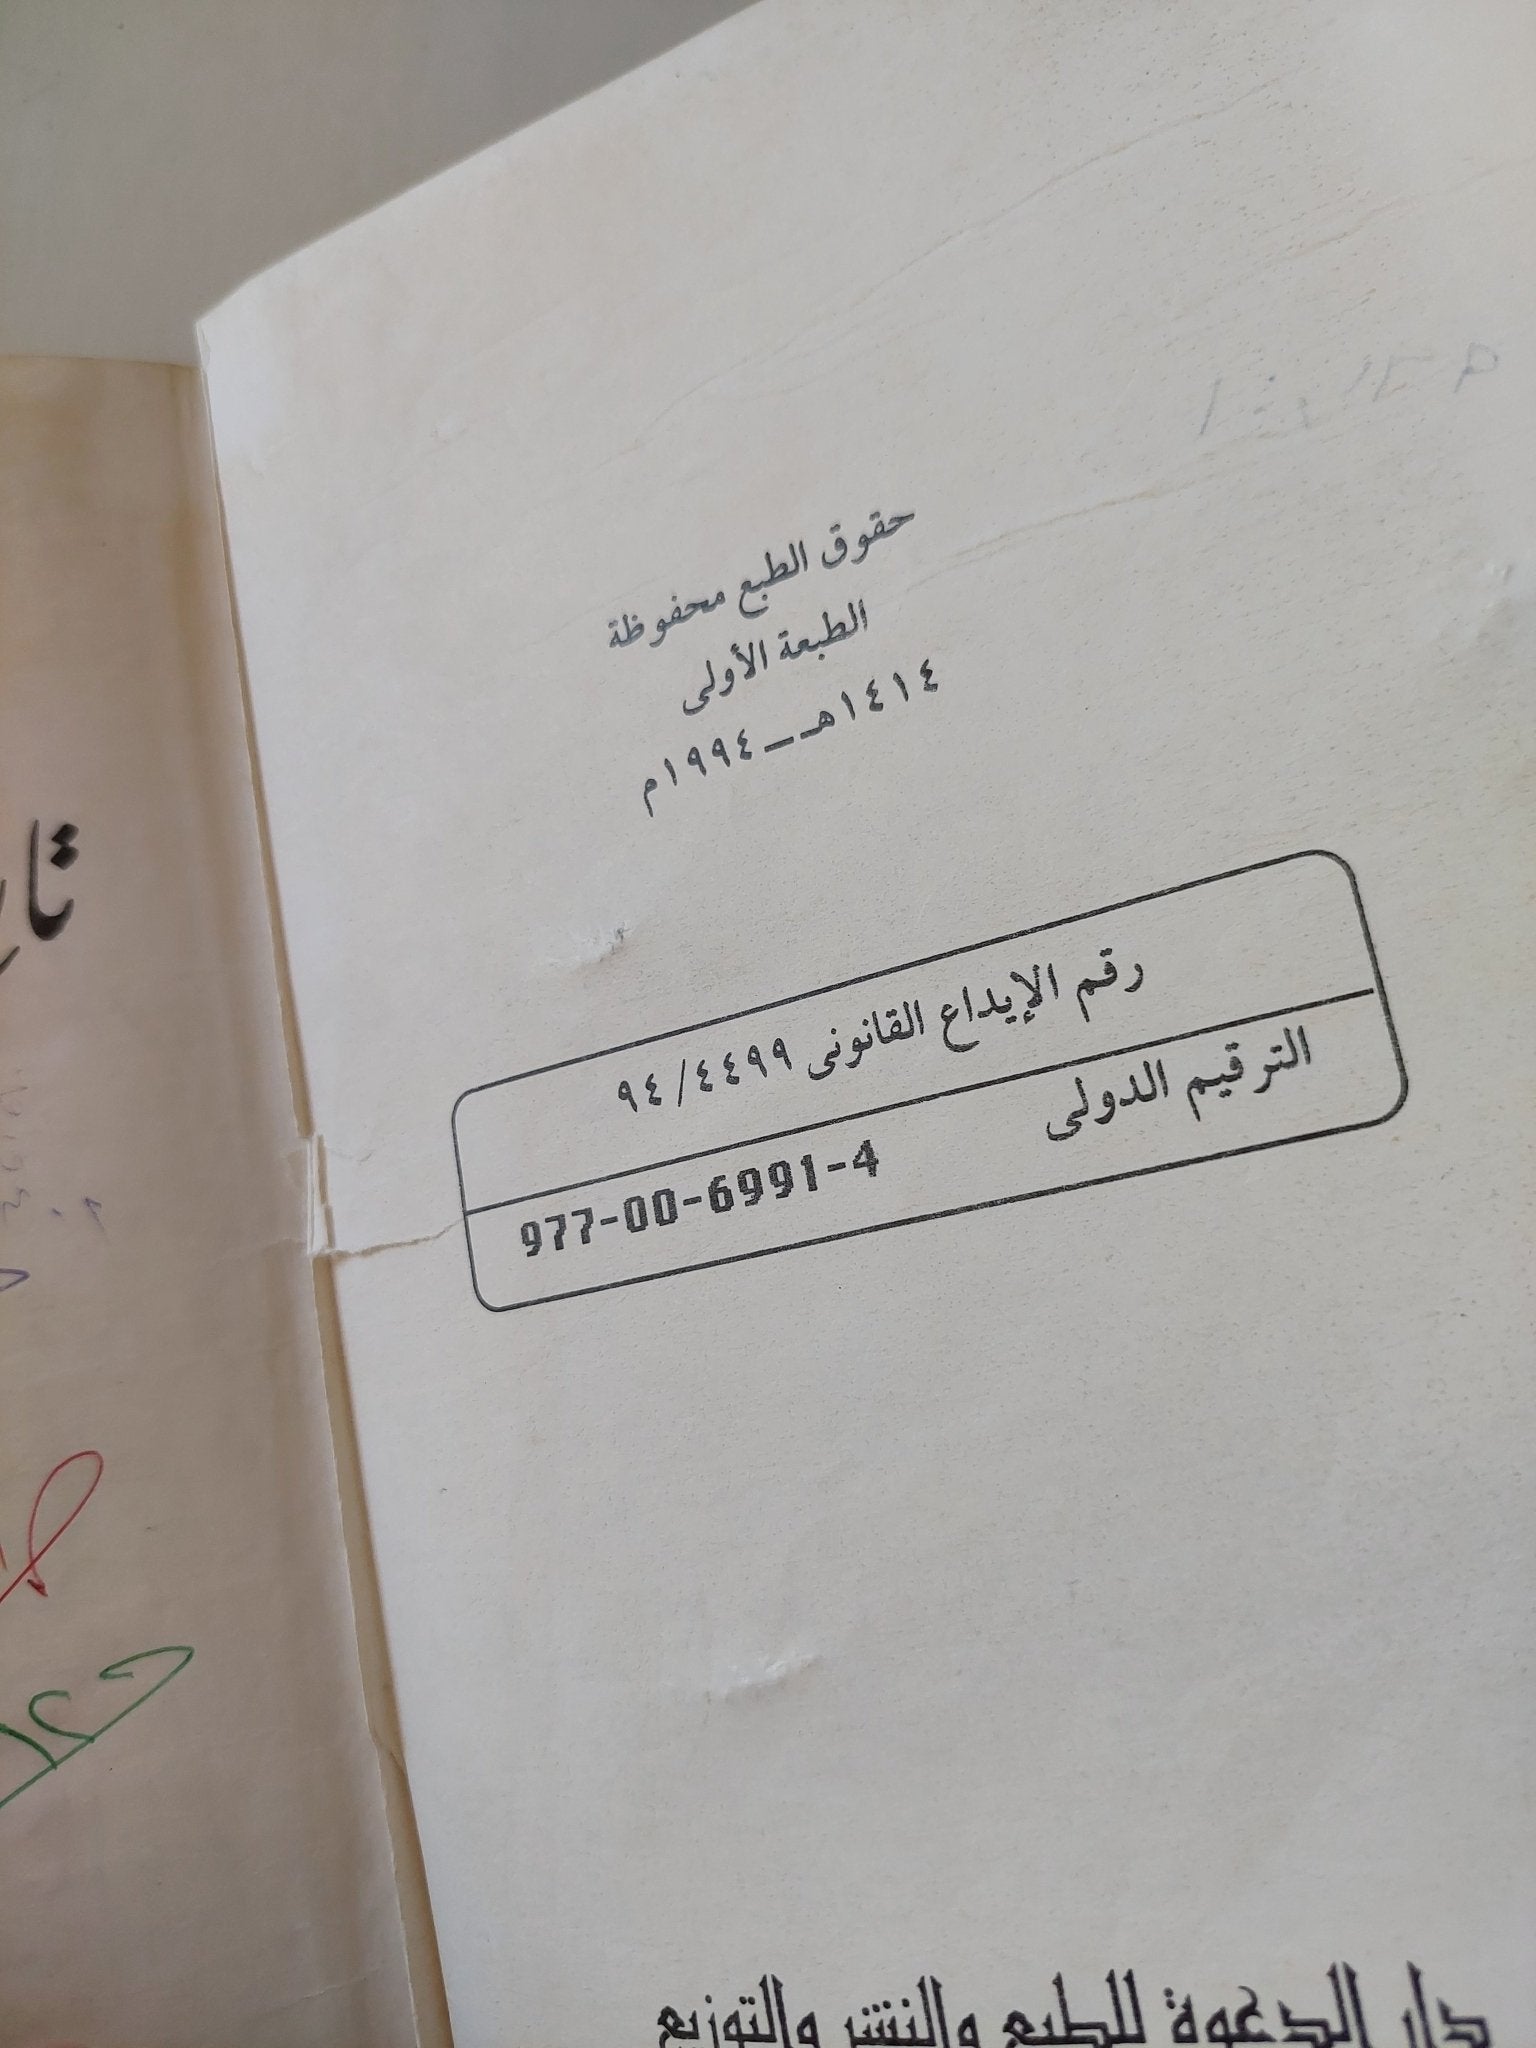 حقوق الطبع محفوظة
الطبعة الأولى
١٤١٤هـ ــ ١٩٩٤م
رقم الإيداع القانونى ٩٤/٤٤٩٩
الترقيم الدولى 977-00-6991-4
دار الدعوة للطبع والنشر والتوزيع